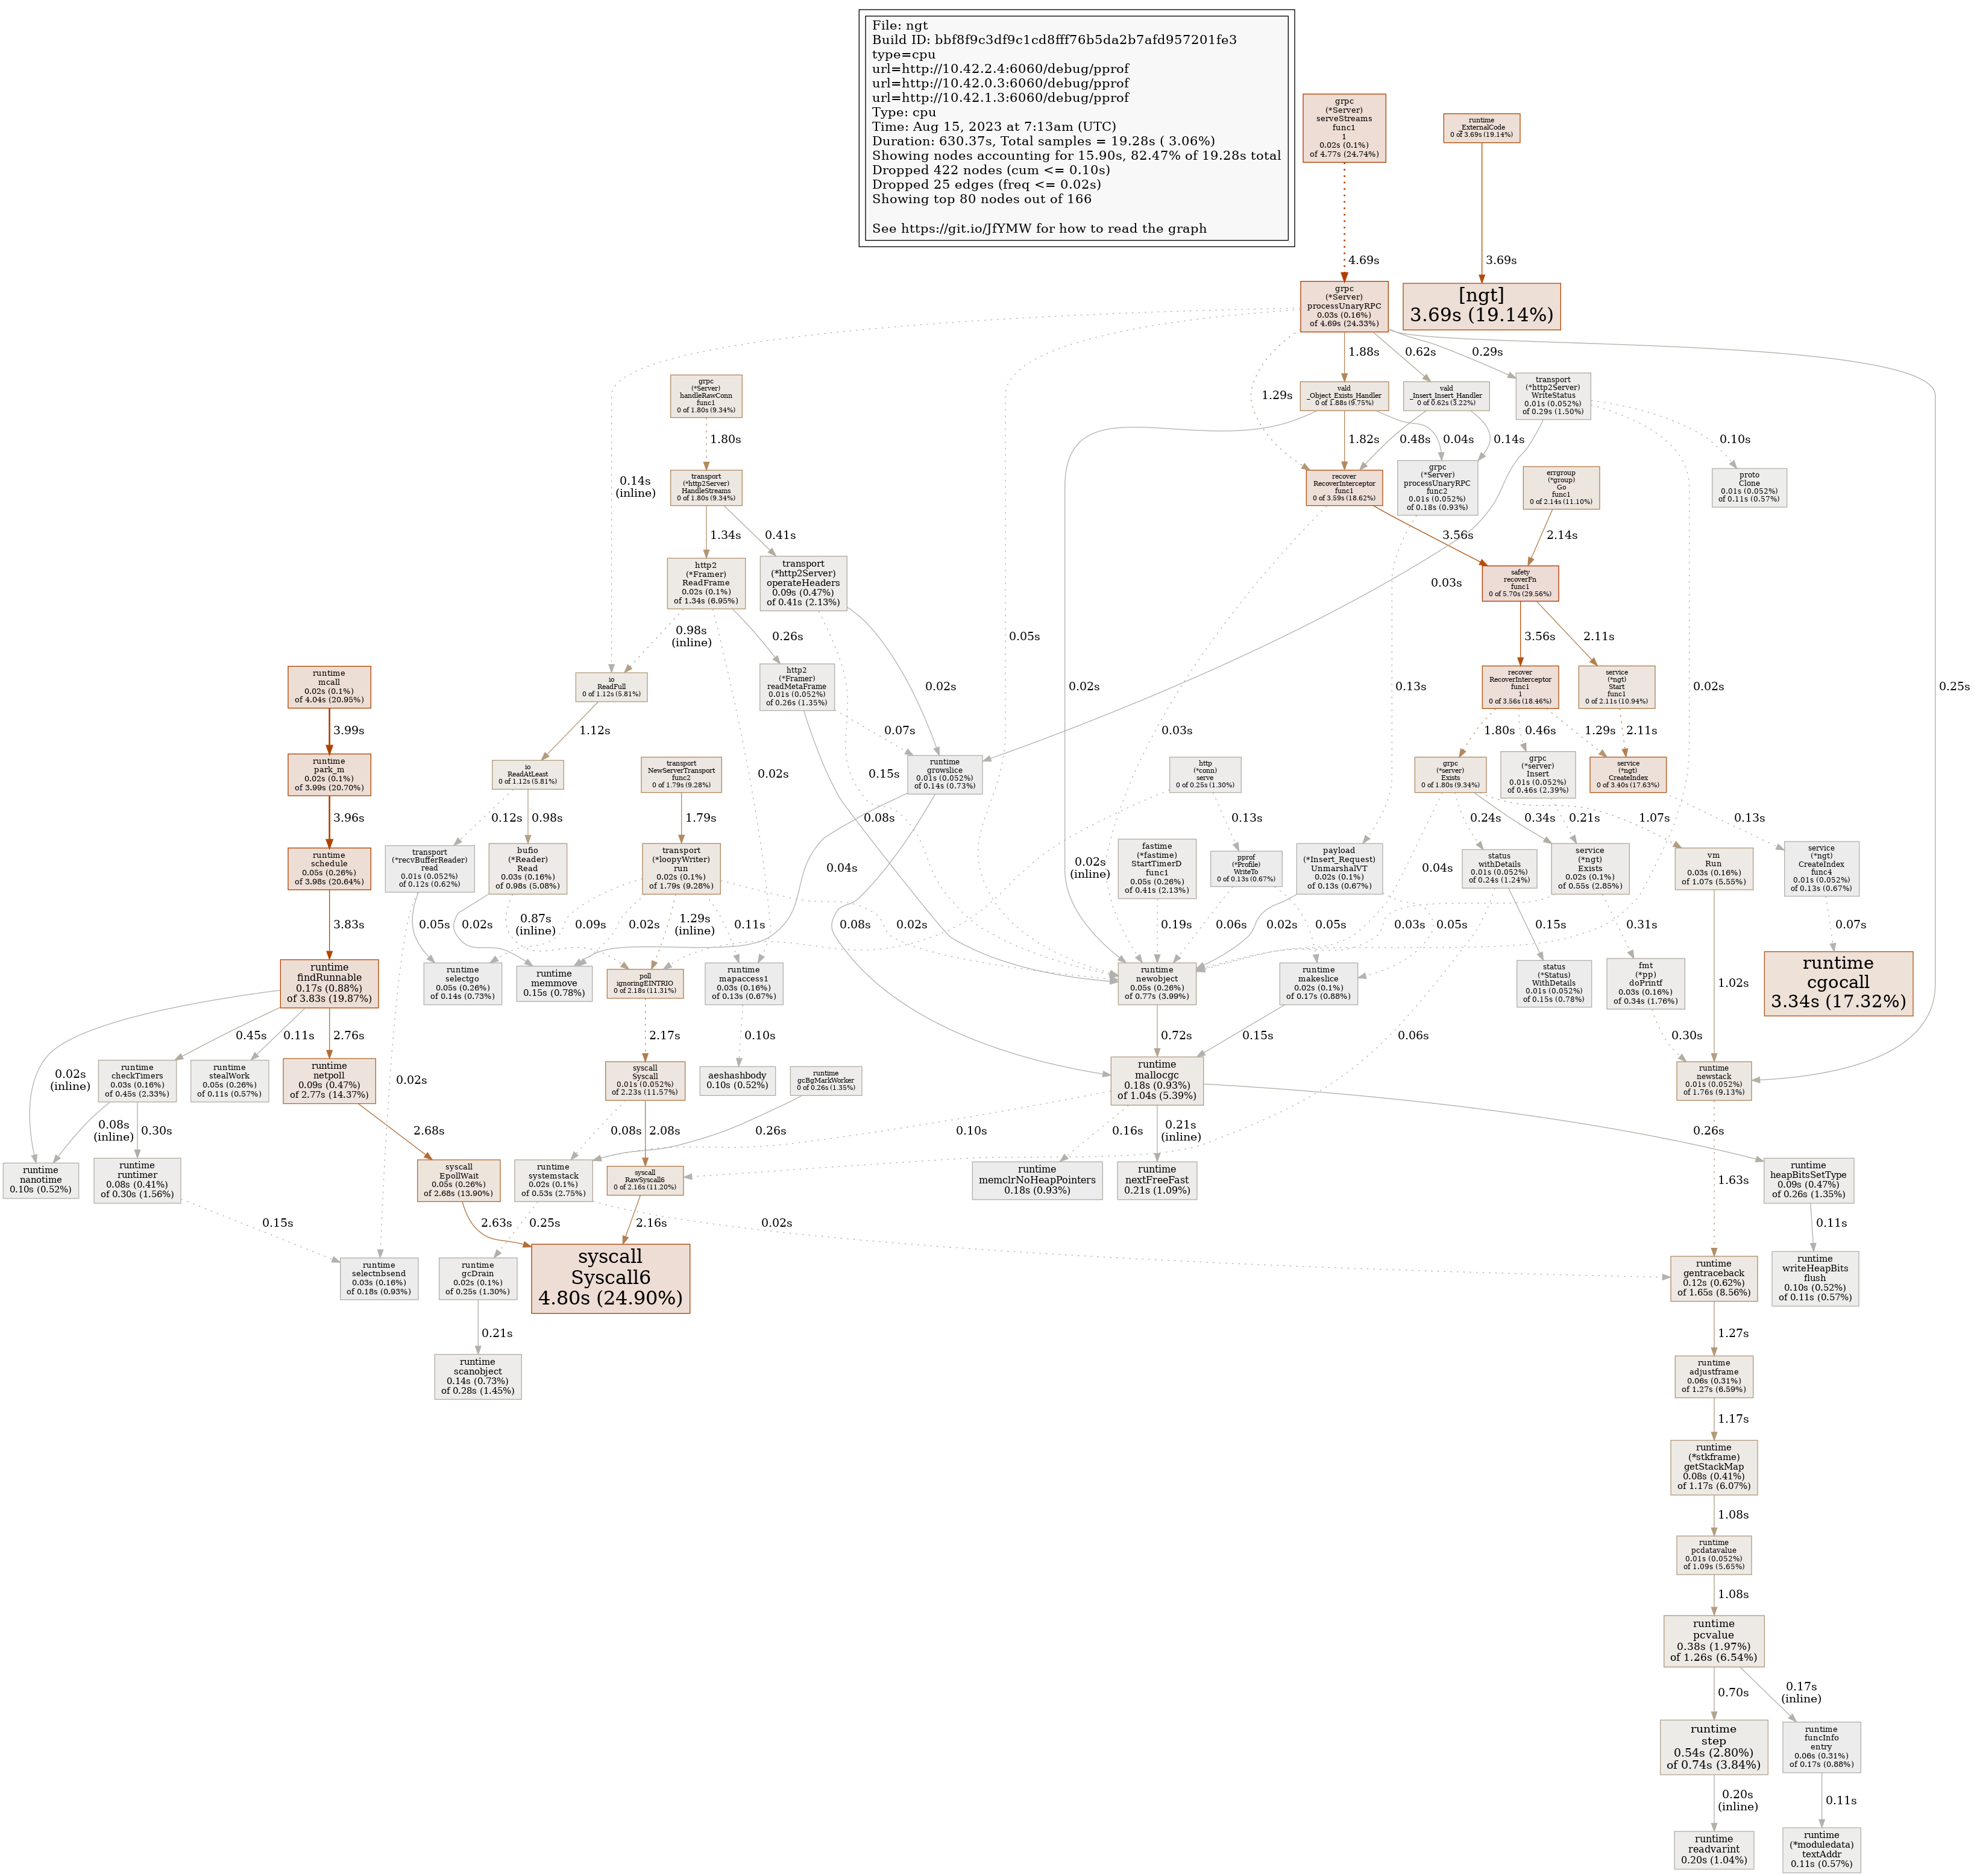 File: ngt
Build ID: bbf8f9c3df9c1cd8fff76b5da2b7afd957201fe3
type=cpu
url=http://10.42.2.4:6060/debug/pprof
url=http://10.42.0.3:6060/debug/pprof
url=http://10.42.1.3:6060/debug/pprof
Type: cpu
Time: Aug 15, 2023 at 7:13am (UTC)
Duration: 630.37s, Total samples = 19.28s ( 3.06%)
Showing nodes accounting for 15.90s, 82.47% of 19.28s total
Dropped 422 nodes (cum <= 0.10s)
Dropped 25 edges (freq <= 0.02s)
Showing top 80 nodes out of 166
See https://git.io/JfYMW for how to read the graph
grpc
(*Server)
serveStreams
func1
1
0.02s (0.1%)
of 4.77s (24.74%)
runtime
_ExternalCode
0 of 3.69s (19.14%)
4.69s
3.69s
grpc
(*Server)
processUnaryRPC
0.03s (0.16%)
of 4.69s (24.33%)
[ngt]
3.69s (19.14%)
1.88s
0.62s
0.29s
grpc
(*Server)
handleRawConn
func1
0 of 1.80s (9.34%)
vald
_Object_Exists_Handler
0 of 1.88s (9.75%)
vald
_Insert_Insert_Handler
0 of 0.62s (3.22%)
transport
(*http2Server)
WriteStatus
0.01s (0.052%)
of 0.29s (1.50%)
1.29s
1.80s
1.82s
0.48s
0.04s
0.14s
0.10s
0.14s
(inline)
transport
(*http2Server)
HandleStreams
0 of 1.80s (9.34%)
recover
RecoverInterceptor
func1
0 of 3.59s (18.62%)
grpc
(*Server)
processUnaryRPC
func2
0.01s (0.052%)
of 0.18s (0.93%)
errgroup
(*group)
Go
func1
0 of 2.14s (11.10%)
proto
Clone
0.01s (0.052%)
of 0.11s (0.57%)
1.34s
0.41s
3.56s
2.14s
http2
(*Framer)
ReadFrame
0.02s (0.1%)
of 1.34s (6.95%)
transport
(*http2Server)
operateHeaders
0.09s (0.47%)
of 0.41s (2.13%)
0.03s
safety
recoverFn
func1
0 of 5.70s (29.56%)
0.98s
(inline)
0.26s
0.05s
3.56s
2.11s
runtime
mcall
0.02s (0.1%)
of 4.04s (20.95%)
io
ReadFull
0 of 1.12s (5.81%)
http2
(*Framer)
readMetaFrame
0.01s (0.052%)
of 0.26s (1.35%)
0.02s
0.02s
0.13s
recover
RecoverInterceptor
func1
1
0 of 3.56s (18.46%)
service
(*ngt)
Start
func1
0 of 2.11s (10.94%)
0.02s
0.25s
3.99s
1.12s
0.07s
0.03s
1.80s
0.46s
1.29s
2.11s
runtime
park_m
0.02s (0.1%)
of 3.99s (20.70%)
io
ReadAtLeast
0 of 1.12s (5.81%)
transport
NewServerTransport
func2
0 of 1.79s (9.28%)
0.02s
0.15s
runtime
growslice
0.01s (0.052%)
of 0.14s (0.73%)
http
(*conn)
serve
0 of 0.25s (1.30%)
grpc
(*server)
Exists
0 of 1.80s (9.34%)
grpc
(*server)
Insert
0.01s (0.052%)
of 0.46s (2.39%)
service
(*ngt)
CreateIndex
0 of 3.40s (17.63%)
3.96s
0.12s
0.98s
1.79s
0.08s
0.13s
0.24s
0.34s
0.21s
1.07s
0.13s
runtime
schedule
0.05s (0.26%)
of 3.98s (20.64%)
transport
(*recvBufferReader)
read
0.01s (0.052%)
of 0.12s (0.62%)
bufio
(*Reader)
Read
0.03s (0.16%)
of 0.98s (5.08%)
transport
(*loopyWriter)
run
0.02s (0.1%)
of 1.79s (9.28%)
0.04s
0.02s
(inline)
fastime
(*fastime)
StartTimerD
func1
0.05s (0.26%)
of 0.41s (2.13%)
pprof
(*Profile)
WriteTo
0 of 0.13s (0.67%)
payload
(*Insert_Request)
UnmarshalVT
0.02s (0.1%)
of 0.13s (0.67%)
0.04s
status
withDetails
0.01s (0.052%)
of 0.24s (1.24%)
service
(*ngt)
Exists
0.02s (0.1%)
of 0.55s (2.85%)
vm
Run
0.03s (0.16%)
of 1.07s (5.55%)
service
(*ngt)
CreateIndex
func4
0.01s (0.052%)
of 0.13s (0.67%)
3.83s
0.05s
0.02s
0.87s
(inline)
0.09s
0.02s
1.29s
(inline)
0.11s
0.02s
0.08s
0.19s
0.06s
0.02s
0.05s
0.03s
0.05s
0.15s
0.31s
0.07s
runtime
findRunnable
0.17s (0.88%)
of 3.83s (19.87%)
runtime
selectgo
0.05s (0.26%)
of 0.14s (0.73%)
runtime
memmove
0.15s (0.78%)
poll
ignoringEINTRIO
0 of 2.18s (11.31%)
runtime
mapaccess1
0.03s (0.16%)
of 0.13s (0.67%)
runtime
newobject
0.05s (0.26%)
of 0.77s (3.99%)
runtime
makeslice
0.02s (0.1%)
of 0.17s (0.88%)
status
(*Status)
WithDetails
0.01s (0.052%)
of 0.15s (0.78%)
fmt
(*pp)
doPrintf
0.03s (0.16%)
of 0.34s (1.76%)
1.02s
runtime
cgocall
3.34s (17.32%)
0.45s
0.11s
2.76s
2.17s
0.10s
0.72s
0.15s
0.06s
0.30s
0.02s
(inline)
runtime
checkTimers
0.03s (0.16%)
of 0.45s (2.33%)
runtime
stealWork
0.05s (0.26%)
of 0.11s (0.57%)
runtime
netpoll
0.09s (0.47%)
of 2.77s (14.37%)
0.02s
syscall
Syscall
0.01s (0.052%)
of 2.23s (11.57%)
aeshashbody
0.10s (0.52%)
runtime
gcBgMarkWorker
0 of 0.26s (1.35%)
runtime
mallocgc
0.18s (0.93%)
of 1.04s (5.39%)
runtime
newstack
0.01s (0.052%)
of 1.76s (9.13%)
0.08s
(inline)
0.30s
2.68s
0.08s
2.08s
0.26s
0.10s
0.16s
0.21s
(inline)
0.26s
runtime
nanotime
0.10s (0.52%)
runtime
runtimer
0.08s (0.41%)
of 0.30s (1.56%)
syscall
EpollWait
0.05s (0.26%)
of 2.68s (13.90%)
runtime
systemstack
0.02s (0.1%)
of 0.53s (2.75%)
syscall
RawSyscall6
0 of 2.16s (11.20%)
runtime
memclrNoHeapPointers
0.18s (0.93%)
runtime
nextFreeFast
0.21s (1.09%)
1.63s
runtime
heapBitsSetType
0.09s (0.47%)
of 0.26s (1.35%)
0.15s
2.63s
0.25s
2.16s
0.02s
0.11s
runtime
selectnbsend
0.03s (0.16%)
of 0.18s (0.93%)
runtime
gcDrain
0.02s (0.1%)
of 0.25s (1.30%)
syscall
Syscall6
4.80s (24.90%)
runtime
gentraceback
0.12s (0.62%)
of 1.65s (8.56%)
runtime
writeHeapBits
flush
0.10s (0.52%)
of 0.11s (0.57%)
0.21s
1.27s
runtime
scanobject
0.14s (0.73%)
of 0.28s (1.45%)
runtime
adjustframe
0.06s (0.31%)
of 1.27s (6.59%)
1.17s
runtime
(*stkframe)
getStackMap
0.08s (0.41%)
of 1.17s (6.07%)
1.08s
runtime
pcdatavalue
0.01s (0.052%)
of 1.09s (5.65%)
1.08s
runtime
pcvalue
0.38s (1.97%)
of 1.26s (6.54%)
0.70s
0.17s
(inline)
runtime
step
0.54s (2.80%)
of 0.74s (3.84%)
runtime
funcInfo
entry
0.06s (0.31%)
of 0.17s (0.88%)
0.20s
(inline)
0.11s
runtime
readvarint
0.20s (1.04%)
runtime
(*moduledata)
textAddr
0.11s (0.57%)